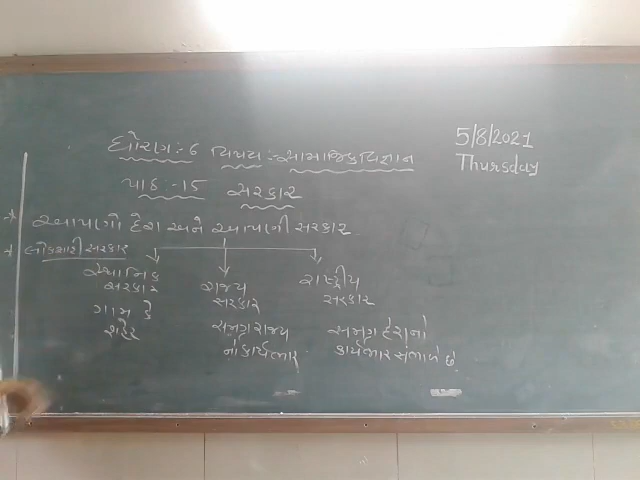 ધોરણ:- 6 વિષય:- સામાજિકવિજ્ઞાન
5/8/2021
Thursday
પાઠ:-15 સરકાર
* આપણો દેશ અને આપણી સરકાર
* લોકશાહી સરકાર
સ્થાનિક સરકાર
ગામ કે શહેર
રાજ્ય સરકાર
સમગ્ર રાજ્ય નો કાર્યભાર
રાષ્ટ્રીય સરકાર
સમગ્ર દેશનો કાર્યભાર સંભાળે છે.